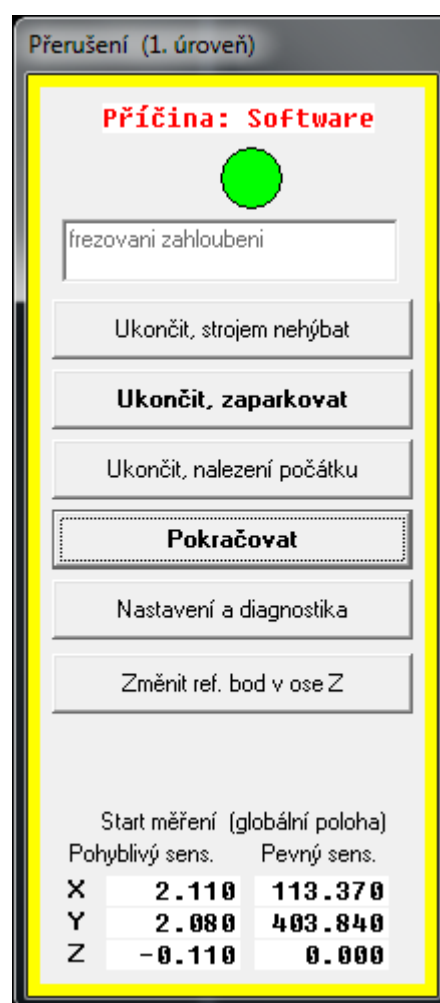 Přerušení (1. úroveň)
Příčina: Software
frezovani zahloubeni
Ukončit, strojem nehýbat
Ukončit, zaparkovat
Ukončit, nalezení počátku
Pokračovat
Nastavení a diagnostika
Změnit ref. bod v ose Z
Start měření (globální poloha)
Pohyblivý sens. Pevný sens.
X 2.110 113.370
Y 2.080 403.840
Z -0.110 0.000